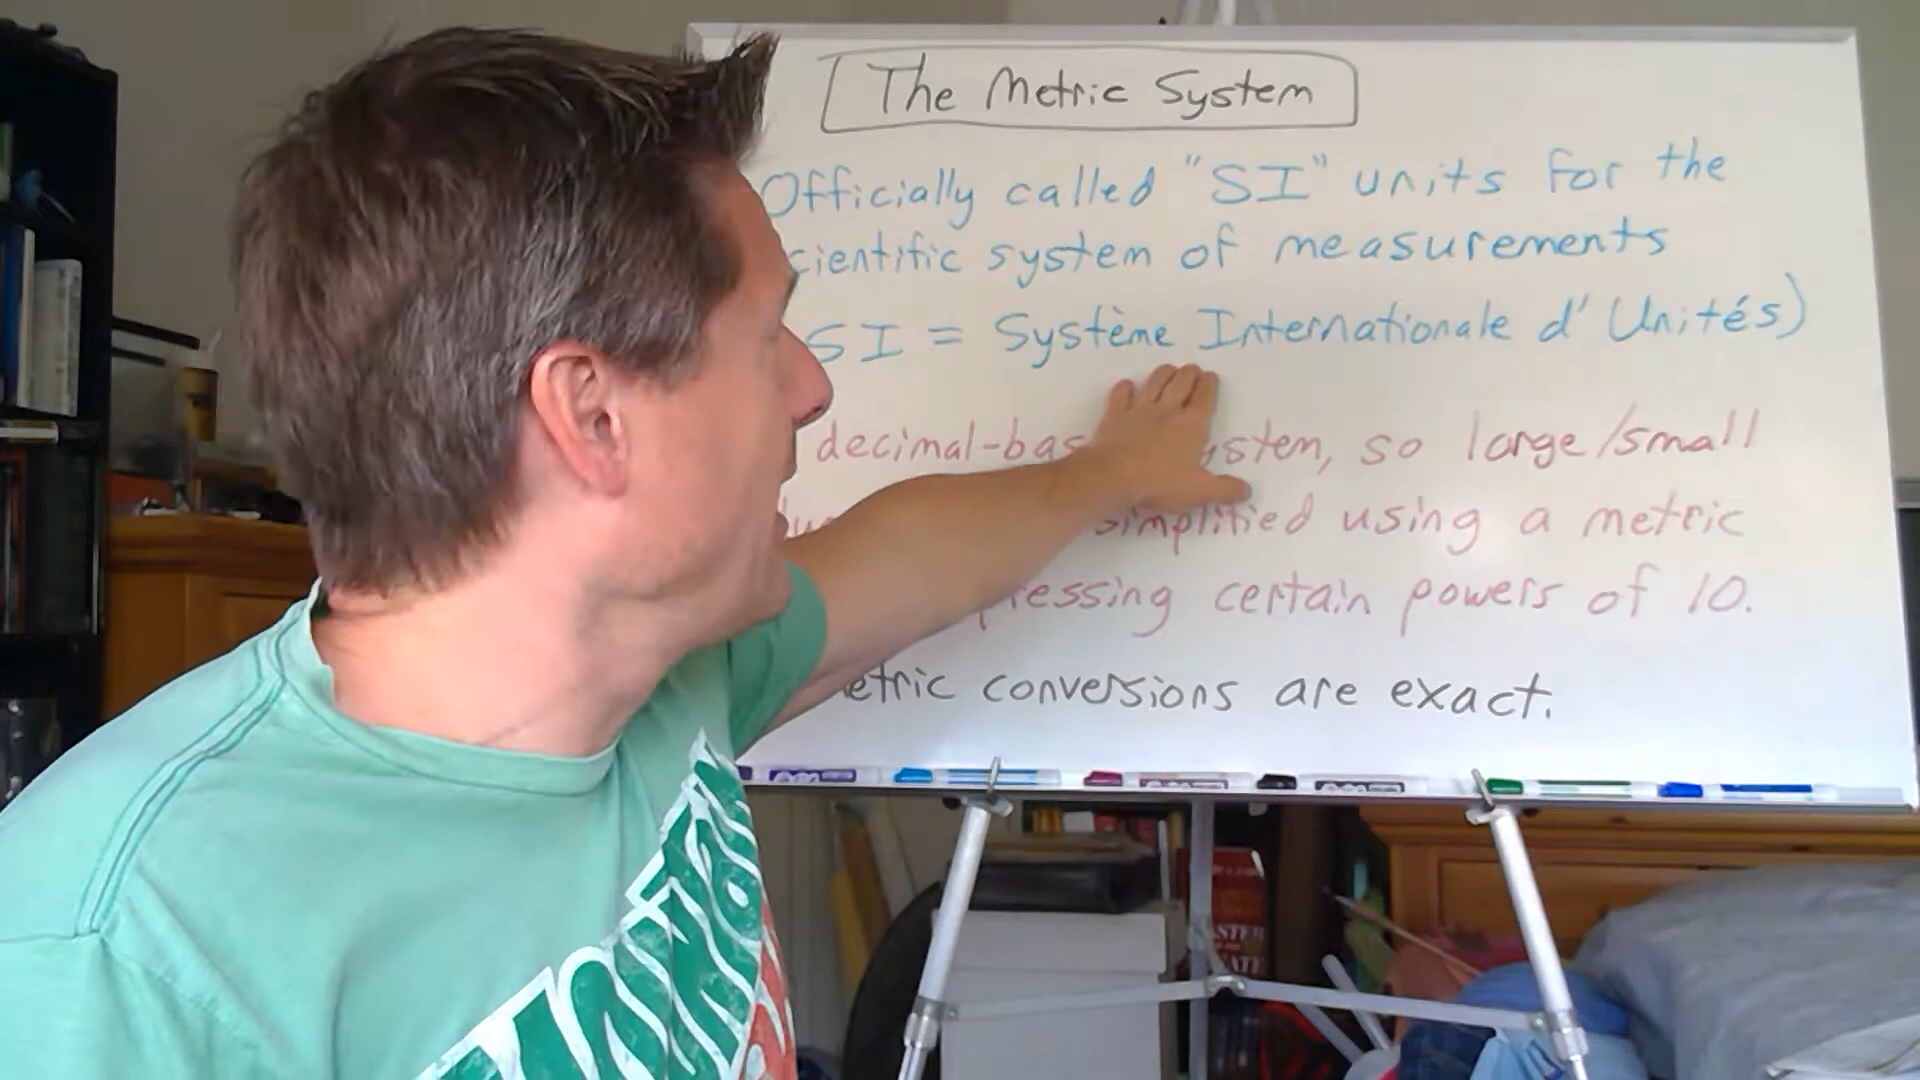 The Metric System
Officially called "SI" units for the
cientific system of measurements
SI = Système Internationale d'Unités)
decimal-bas ystem, so large/small
simplified using a metric
ressing certain powers of 10.
etric conversions are exact.